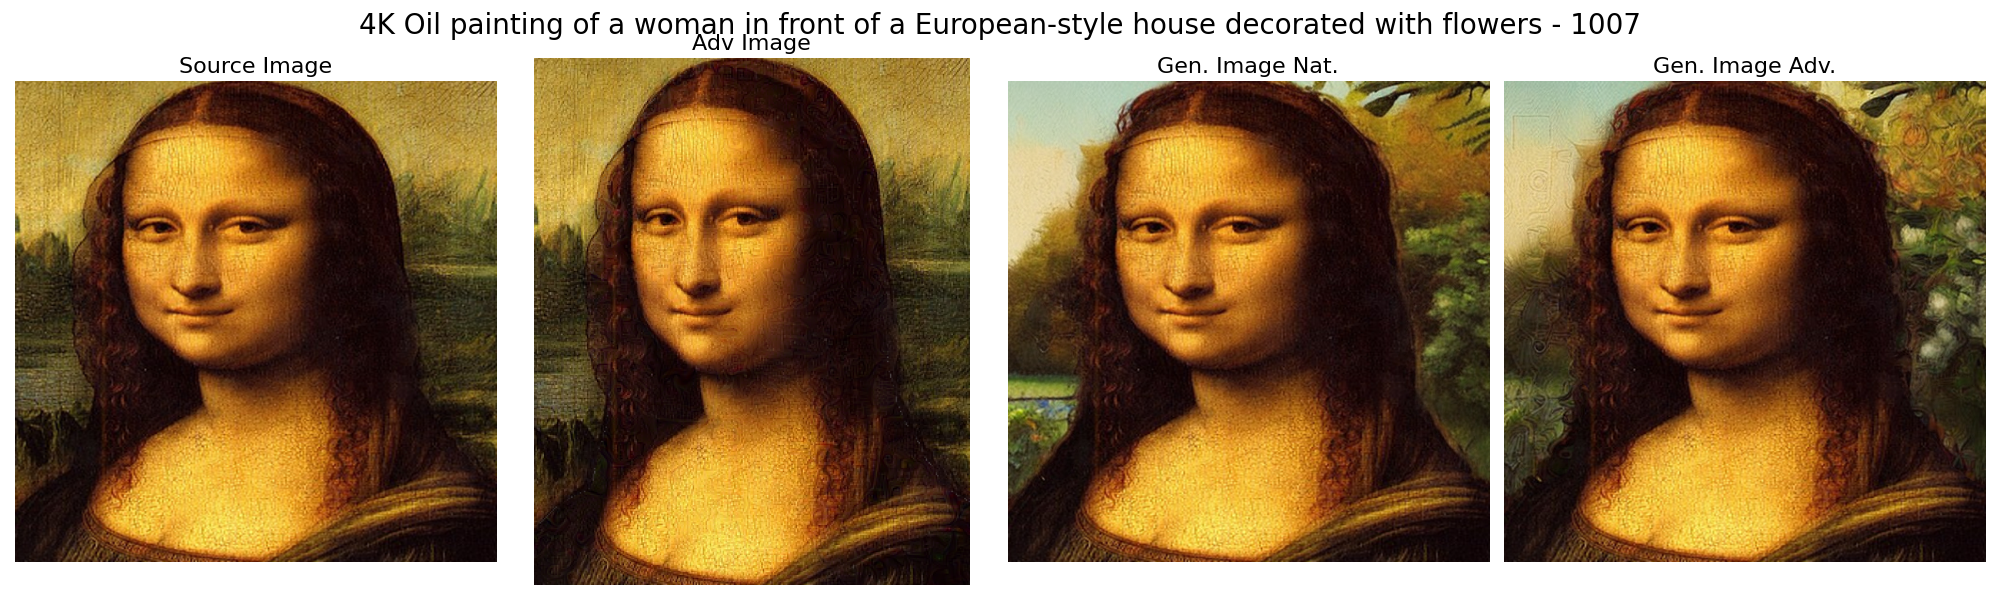 4K Oil painting of a woman in front of a European-style house decorated with flowers - 1007
Source Image
Adv Image
Gen. Image Nat.
Gen. Image Adv.